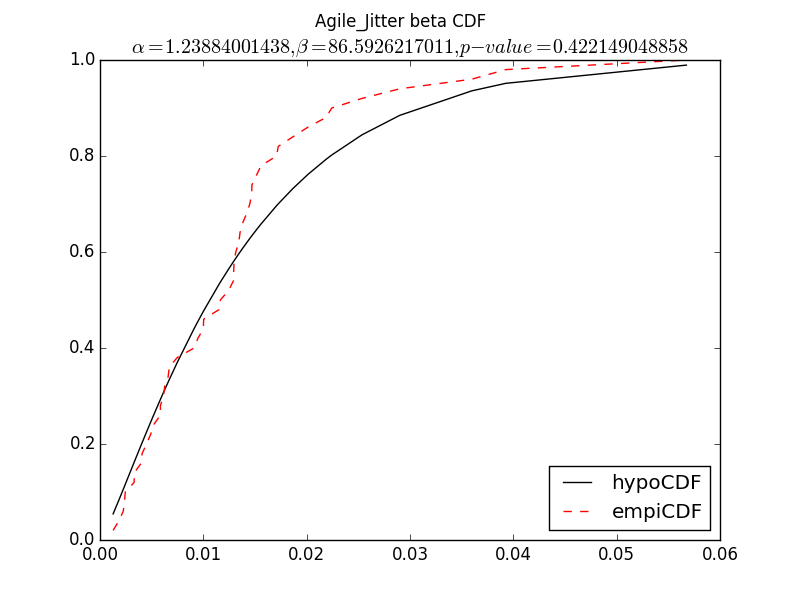 Agile_Jitter beta CDF
α=1.23884001438,β=86.5926217011,p−value=0.422149048858
1.0
0.8
0.6
0.4
0.2
0.0
hypoCDF
empiCDF
0.00 0.01 0.02 0.03 0.04 0.05 0.06